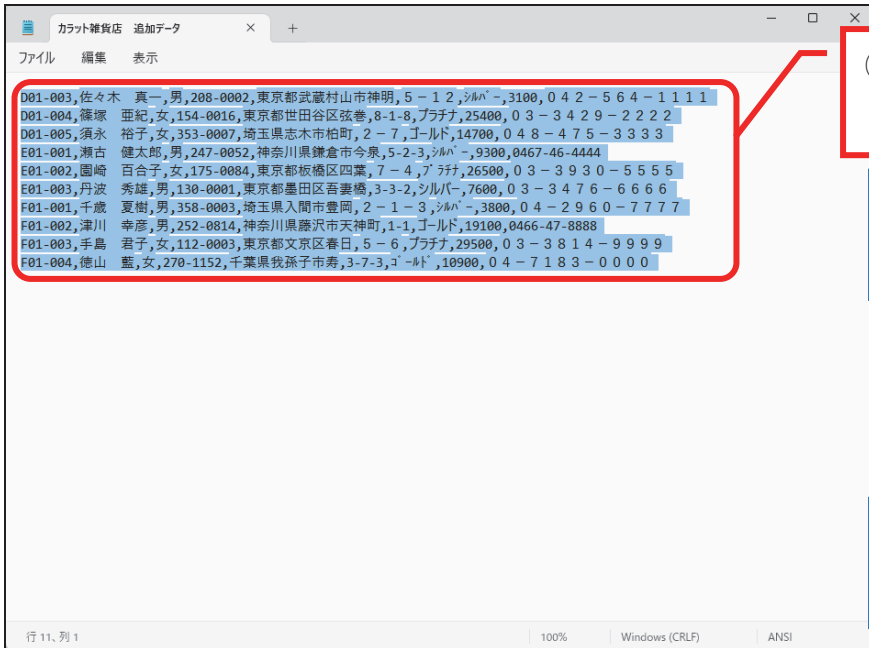 カラット雑貨店　追加データ
ファイル　編集　表示
D01-003,佐々木　真一,男,208-0002,東京都武蔵村山市神明,５－１２,ｼﾙﾊﾞｰ,3100,０４２－５６４－１１１１
D01-004,篠塚　亜紀,女,154-0016,東京都世田谷区弦巻,8-1-8,プラチナ,25400,０３－３４２９－２２２２
D01-005,須永　裕子,女,353-0007,埼玉県志木市柏町,２－７,ゴールド,14700,０４８－４７５－３３３３
E01-001,瀬古　健太郎,男,247-0052,神奈川県鎌倉市今泉,5-2-3,ｼﾙﾊﾞｰ,9300,0467-46-4444
E01-002,園崎　百合子,女,175-0084,東京都板橋区四葉,７－４,ﾌﾟﾗﾁﾅ,26500,０３－３９３０－５５５５
E01-003,丹波　秀雄,男,130-0001,東京都墨田区吾妻橋,3-3-2,シルバー,7600,０３－３４７６－６６６６
F01-001,千歳　夏樹,男,358-0003,埼玉県入間市豊岡,２－１－３,ｼﾙﾊﾞｰ,3800,０４－２９６０－７７７７
F01-002,津川　幸彦,男,252-0814,神奈川県藤沢市天神町,1-1,ゴールド,19100,0466-47-8888
F01-003,手島　君子,女,112-0003,東京都文京区春日,５－６,プラチナ,29500,０３－３８１４－９９９９
F01-004,徳山　藍,女,270-1152,千葉県我孫子市寿,3-7-3,ｺﾞｰﾙﾄﾞ,10900,０４－７１８３－００００
行 11、列 1
100%
Windows (CRLF)
ANSI